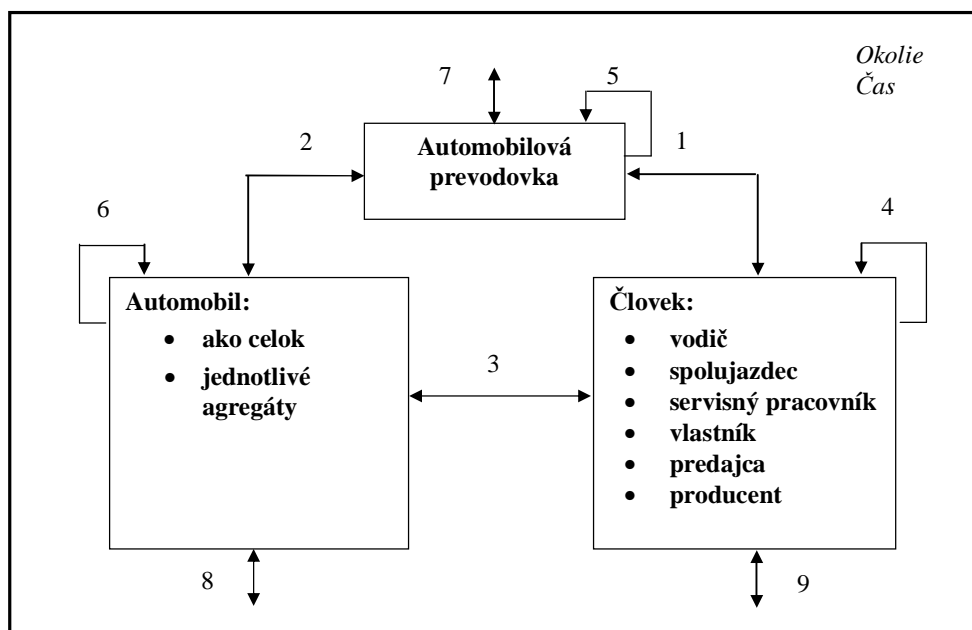 Okolie
Čas
7
5
2
Automobilová
prevodovka
1
6
4
Automobil:
• ako celok
• jednotlivé
agregáty
3
Človek:
• vodič
• spolujazdec
• servisný pracovník
• vlastník
• predajca
• producent
8
9